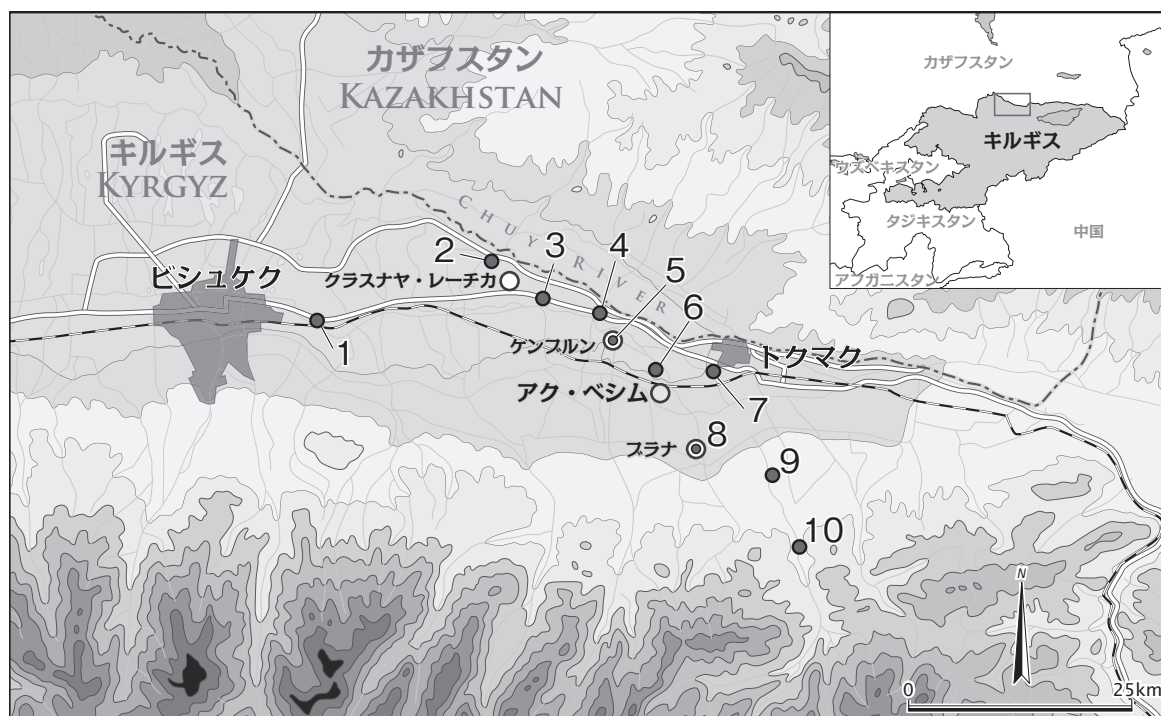 カザフスタン
KAZAKHSTAN
キルギス
KYRGYZ
CHUY RIVER
ビシュケク
クラスナヤ・レーチカ
ケンブルン
アク・ベシム
トクマク
ブラナ
1
2
3
4
5
6
7
8
9
10
カザフスタン
キルギス
ウズベキスタン
タジキスタン
アフガニスタン
中国
N
0
25km